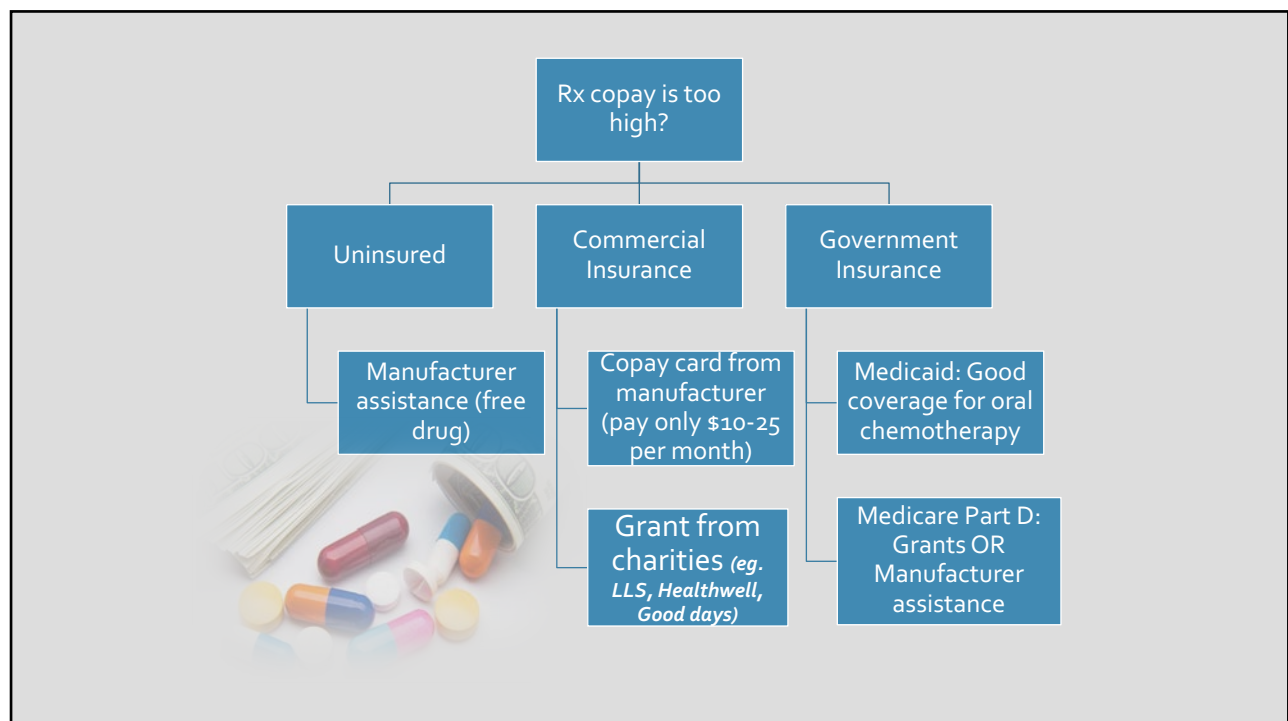 Rx copay is too
high?
Uninsured
Commercial
Insurance
Government
Insurance
Manufacturer
assistance (free
drug)
Copay card from
manufacturer
(pay only $10-25
per month)
Medicaid: Good
coverage for oral
chemotherapy
Grant from
charities (eg.
LLS, Healthwell,
Good days)
Medicare Part D:
Grants OR
Manufacturer
assistance